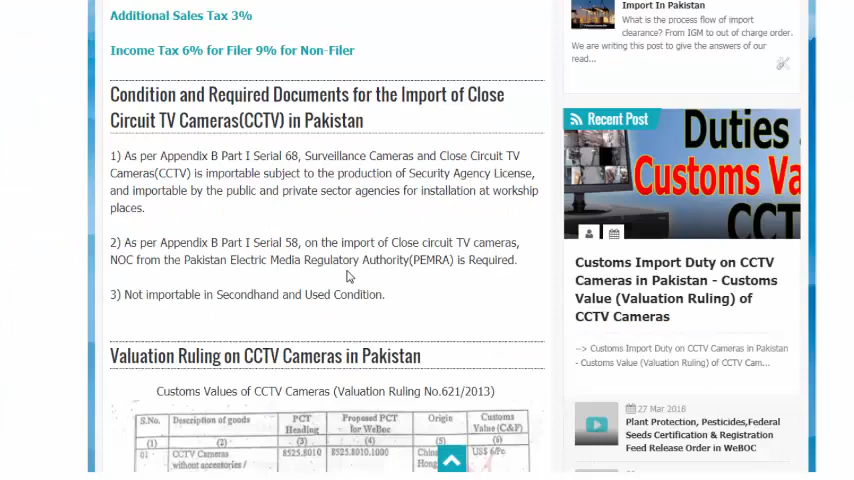 Additional Sales Tax 3%
Income Tax 6% for Filer 9% for Non-Filer
Condition and Required Documents for the Import of Close
Circuit TV Cameras(CCTV) in Pakistan
1) As per Appendix B Part I Serial 68, Surveillance Cameras and Close Circuit TV
Cameras(CCTV) is importable subject to the production of Security Agency License,
and importable by the public and private sector agencies for installation at workship
places.
2) As per Appendix B Part I Serial 58, on the import of Close circuit TV cameras,
NOC from the Pakistan Electric Media Regulatory Authority(PEMRA) is Required.
3) Not importable in Secondhand and Used Condition.
Valuation Ruling on CCTV Cameras in Pakistan
Customs Values of CCTV Cameras (Valuation Ruling No.621/2013)
S.No. Description of goods PCT Heading Proposed PCT for WeBoc Origin Customs Value (C&F)
(1) (2) (3) (4) (5) (6)
01 CCTV Cameras without accessories / 8525.8010 8525.8010.1000 China Hong US$ 6/Pc
Import In Pakistan
What is the process flow of import
clearance? From IGM to out of charge order.
We are writing this post to give the answers of our
read...
Recent Post
Duties
Customs Va
CCT
Customs Import Duty on CCTV
Cameras in Pakistan - Customs
Value (Valuation Ruling) of
CCTV Cameras
--> Customs Import Duty on CCTV Cameras in Pakistan
- Customs Value (Valuation Ruling) of CCTV Cam...
27 Mar 2018
Plant Protection, Pesticides,Federal
Seeds Certification & Registration
Feed Release Order in WeBOC